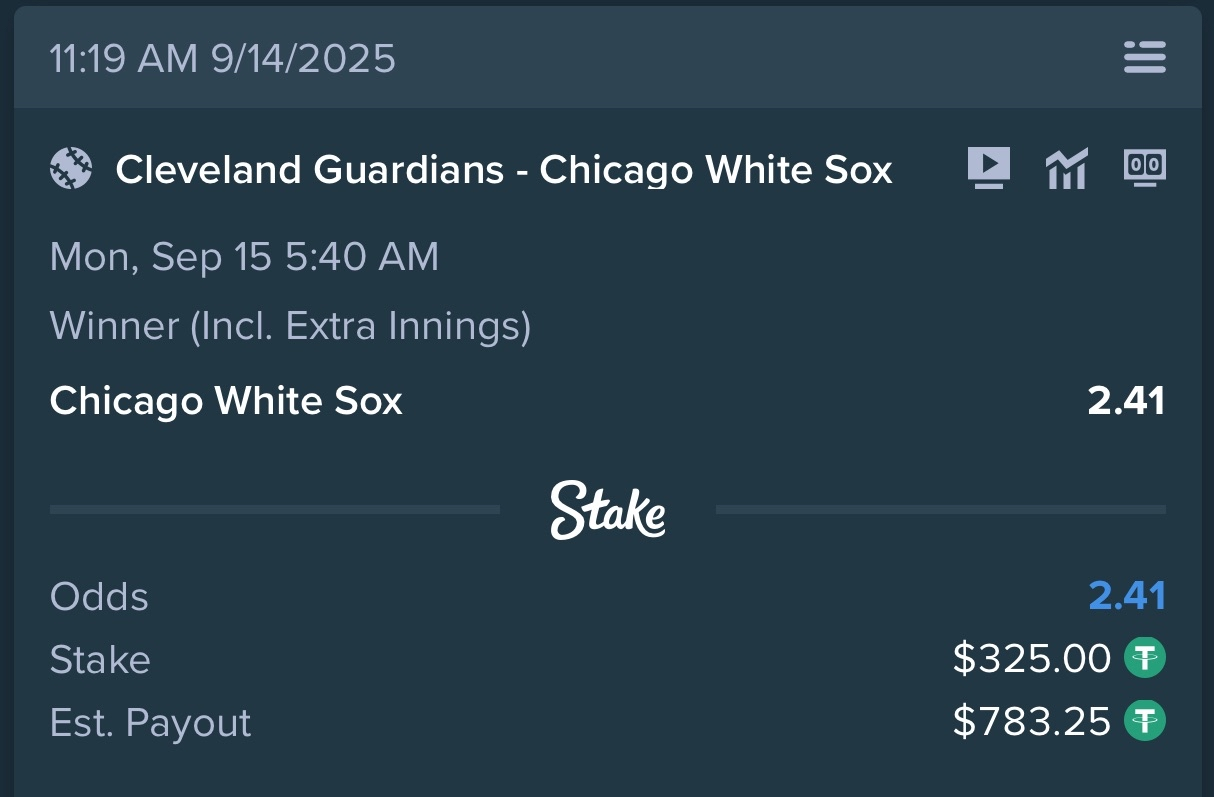 11:19 AM 9/14/2025
Cleveland Guardians - Chicago White Sox
00
Mon, Sep 15 5:40 AM
Winner (Incl. Extra Innings)
Chicago White Sox 2.41
Stake
Odds 2.41
Stake $325.00
Est. Payout $783.25